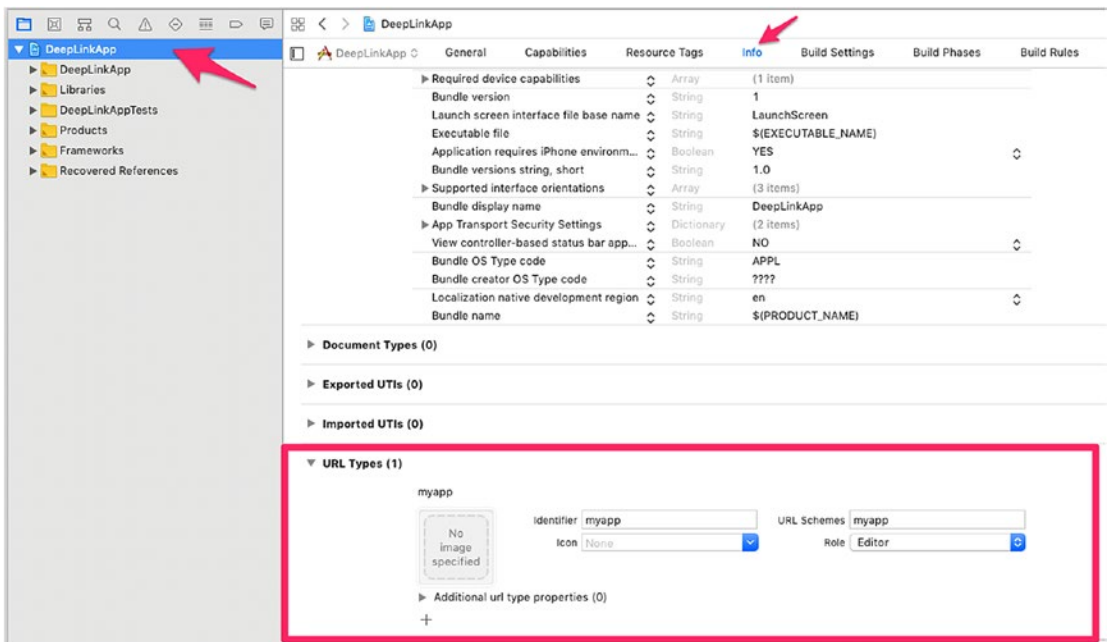 DeepLinkApp
DeepLinkApp
DeepLinkApp
Libraries
DeepLinkAppTests
Products
Frameworks
Recovered References
DeepLinkApp General Capabilities Resource Tags Info Build Settings Build Phases Build Rules
Required device capabilities Array (1 item)
Bundle version String 1
Launch screen interface file base name String LaunchScreen
Executable file String $(EXECUTABLE_NAME)
Application requires iPhone environm... Boolean YES
Bundle versions string, short String 1.0
Supported interface orientations Array (3 items)
Bundle display name String DeepLinkApp
App Transport Security Settings Dictionary (2 items)
View controller-based status bar app... Boolean NO
Bundle OS Type code String APPL
Bundle creator OS Type code String ????
Localization native development region String en
Bundle name String $(PRODUCT_NAME)
Document Types (0)
Exported UTIs (0)
Imported UTIs (0)
URL Types (1)
myapp
No image specified
Identifier myapp URL Schemes myapp
Icon None Role Editor
Additional url type properties (0)